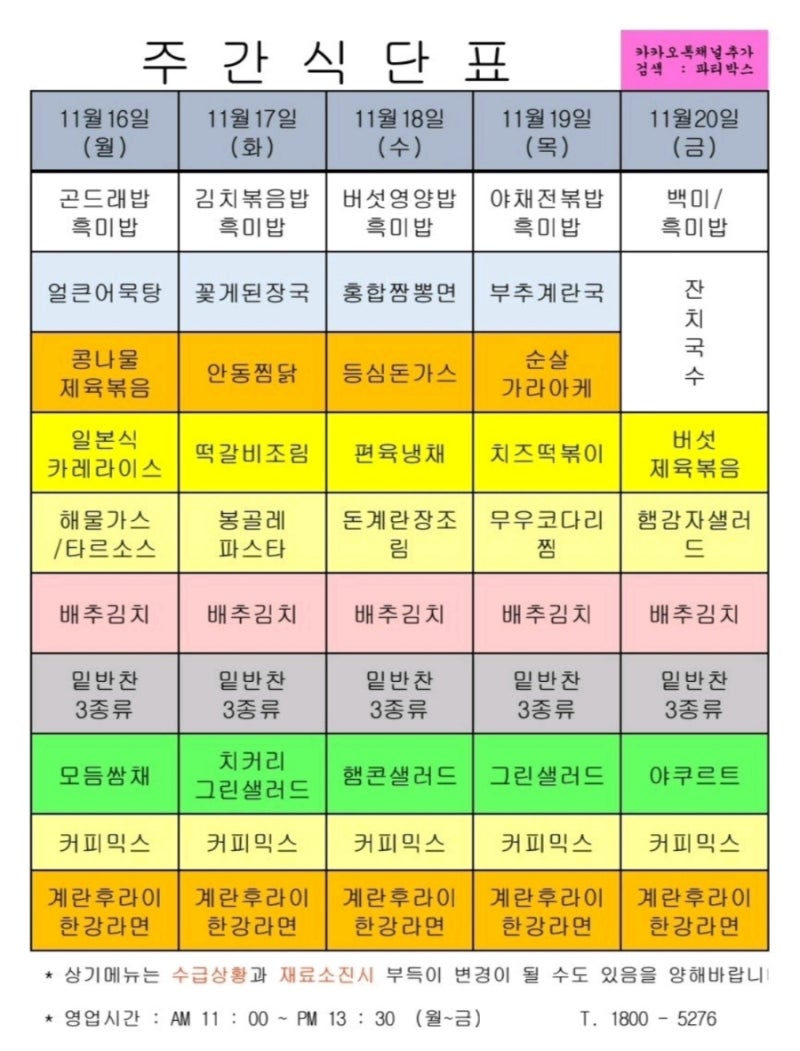 주간식단표
카카오톡채널추가
검색 : 파티박스
11월16일 11월17일 11월18일 11월19일 11월20일
(월) (화) (수) (목) (금)
곤드래밥 김치볶음밥 버섯영양밥 야채전볶밥 백미/
흑미밥 흑미밥 흑미밥 흑미밥 흑미밥
얼큰어묵탕 꽃게된장국 홍합짬뽕면 부추계란국 잔치국수
콩나물 안동찜닭 등심돈가스 순살
제육볶음 가라아케
일본식 떡갈비조림 편육냉채 치즈떡볶이 버섯
카레라이스 제육볶음
해물가스 봉골레 돈계란장조 무우코다리 햄감자샐러
/타르소스 파스타 림 찜 드
배추김치 배추김치 배추김치 배추김치 배추김치
밑반찬 밑반찬 밑반찬 밑반찬 밑반찬
3종류 3종류 3종류 3종류 3종류
모듬쌈채 치커리 햄콘샐러드 그린샐러드 야쿠르트
그린샐러드
커피믹스 커피믹스 커피믹스 커피믹스 커피믹스
계란후라이 계란후라이 계란후라이 계란후라이 계란후라이
한강라면 한강라면 한강라면 한강라면 한강라면
* 상기메뉴는 수급상황과 재료소진시 부득이 변경이 될 수도 있음을 양해바랍니
* 영업시간 : AM 11 : 00 ~ PM 13 : 30 (월~금) T. 1800 - 5276